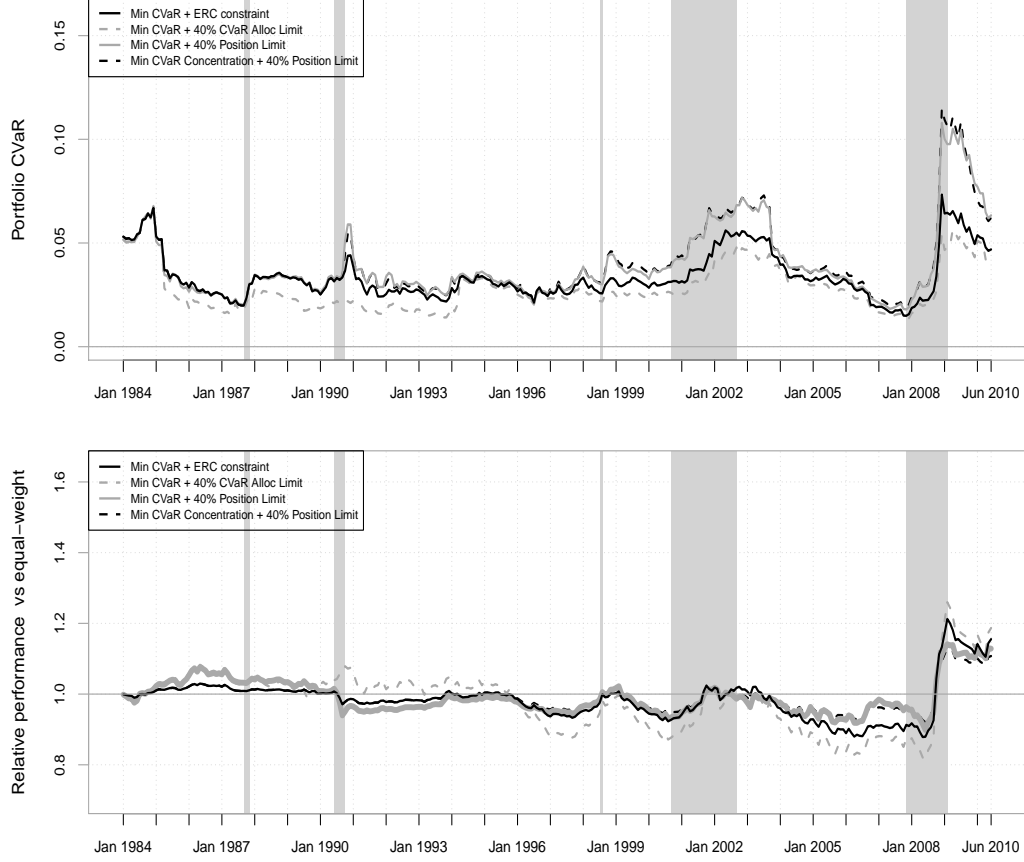 Min CVaR + ERC constraint
Min CVaR + 40% CVaR Alloc Limit
Min CVaR + 40% Position Limit
Min CVaR Concentration + 40% Position Limit
Portfolio CVaR
0.15
0.10
0.05
0.00
Jan 1984 Jan 1987 Jan 1990 Jan 1993 Jan 1996 Jan 1999 Jan 2002 Jan 2005 Jan 2008 Jun 2010
Min CVaR + ERC constraint
Min CVaR + 40% CVaR Alloc Limit
Min CVaR + 40% Position Limit
Min CVaR Concentration + 40% Position Limit
Relative performance vs equal−weight
1.6
1.4
1.2
1.0
0.8
Jan 1984 Jan 1987 Jan 1990 Jan 1993 Jan 1996 Jan 1999 Jan 2002 Jan 2005 Jan 2008 Jun 2010